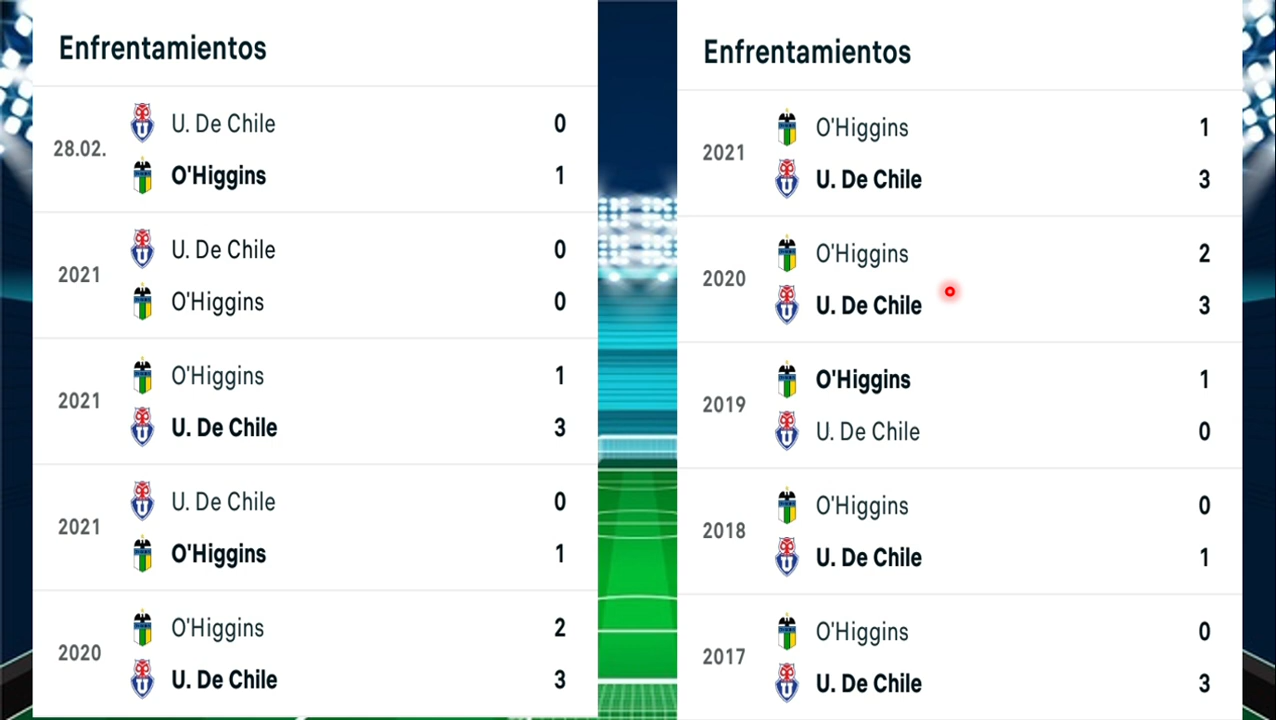 Enfrentamientos
28.02.
U. De Chile 0
O'Higgins 1
2021
U. De Chile 0
O'Higgins 0
2021
O'Higgins 1
U. De Chile 3
2021
U. De Chile 0
O'Higgins 1
2020
O'Higgins 2
U. De Chile 3
Enfrentamientos
2021
O'Higgins 1
U. De Chile 3
2020
O'Higgins 2
U. De Chile 3
2019
O'Higgins 1
U. De Chile 0
2018
O'Higgins 0
U. De Chile 1
2017
O'Higgins 0
U. De Chile 3